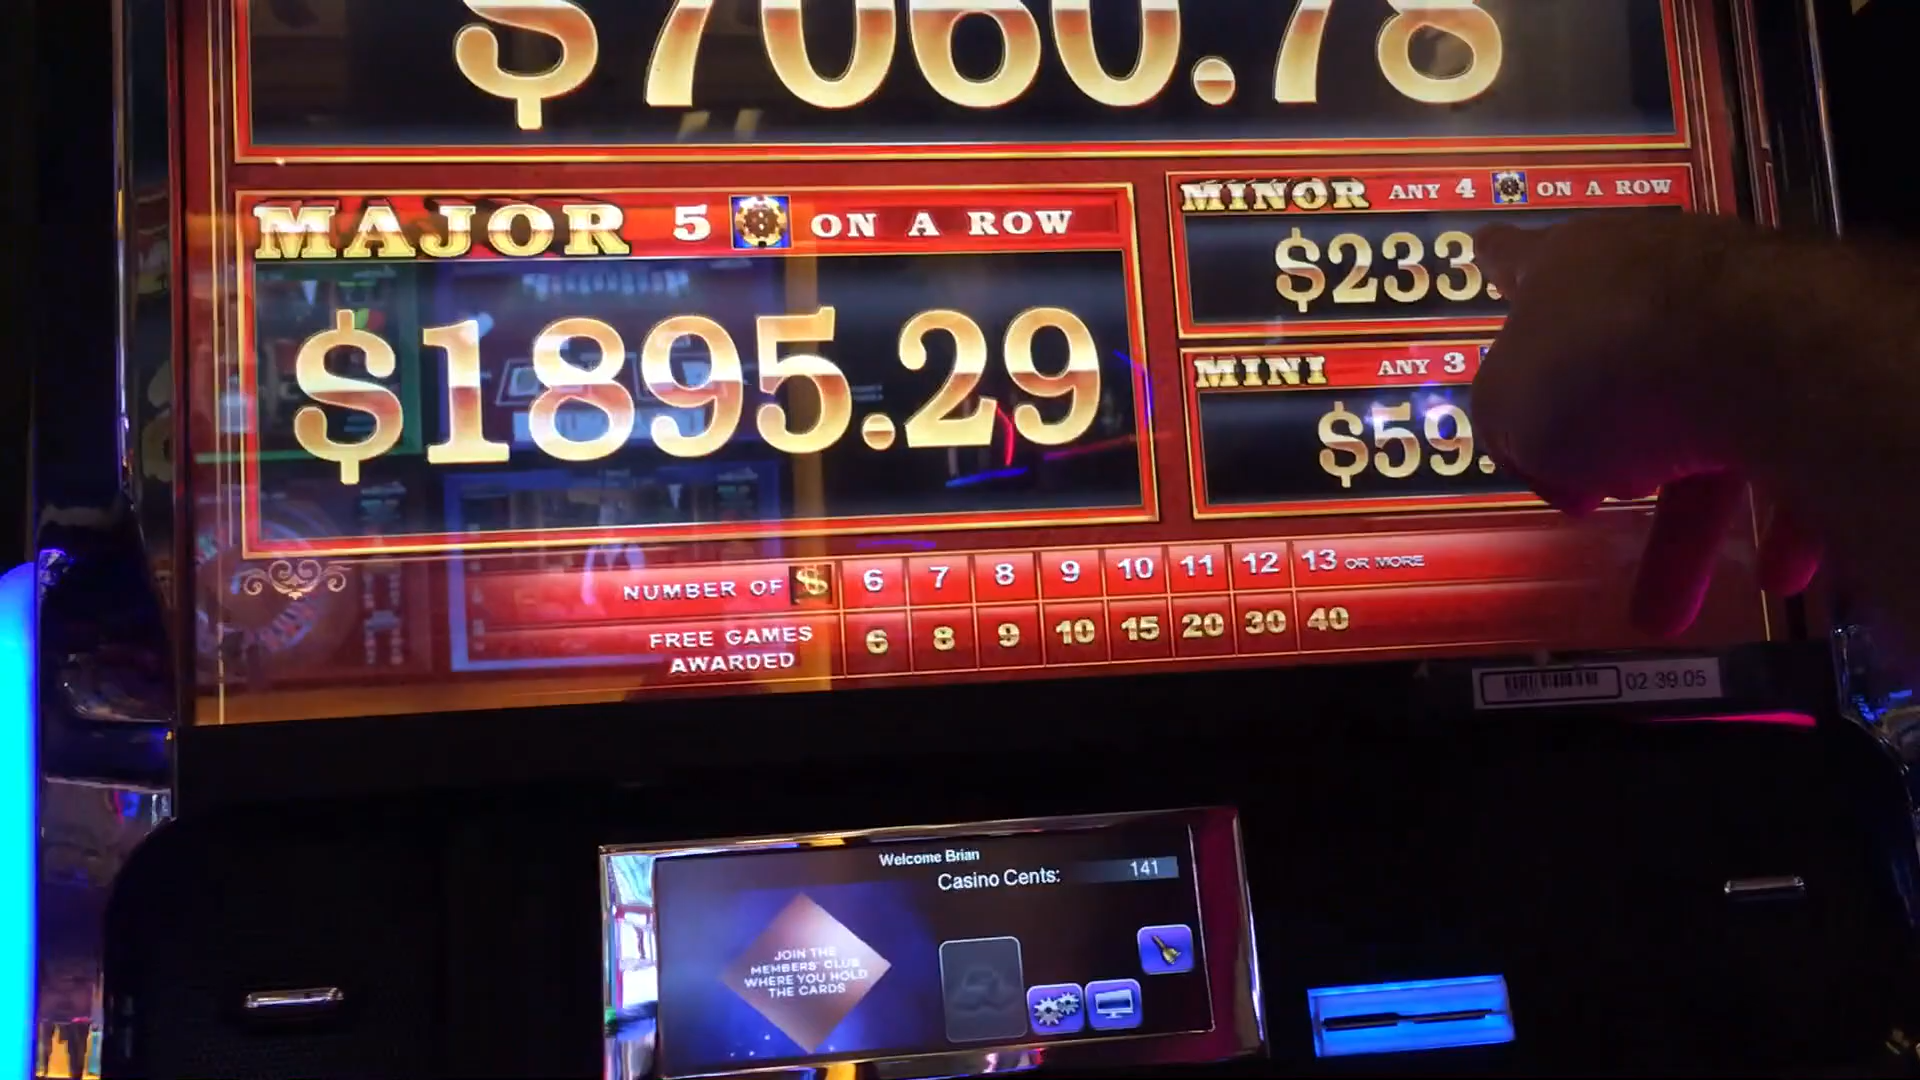 $7060.78
MAJOR 5 ON A ROW
$1895.29
MINOR ANY 4 ON A ROW
$233.
MINI ANY 3
$59.
NUMBER OF $ 6 7 8 9 10 11 12 13 OR MORE
FREE GAMES AWARDED 6 8 9 10 15 20 30 40
02.39.05
Welcome Brian
Casino Cents: 141
JOIN THE
MEMBERS' CLUB
WHERE YOU HOLD
THE CARDS